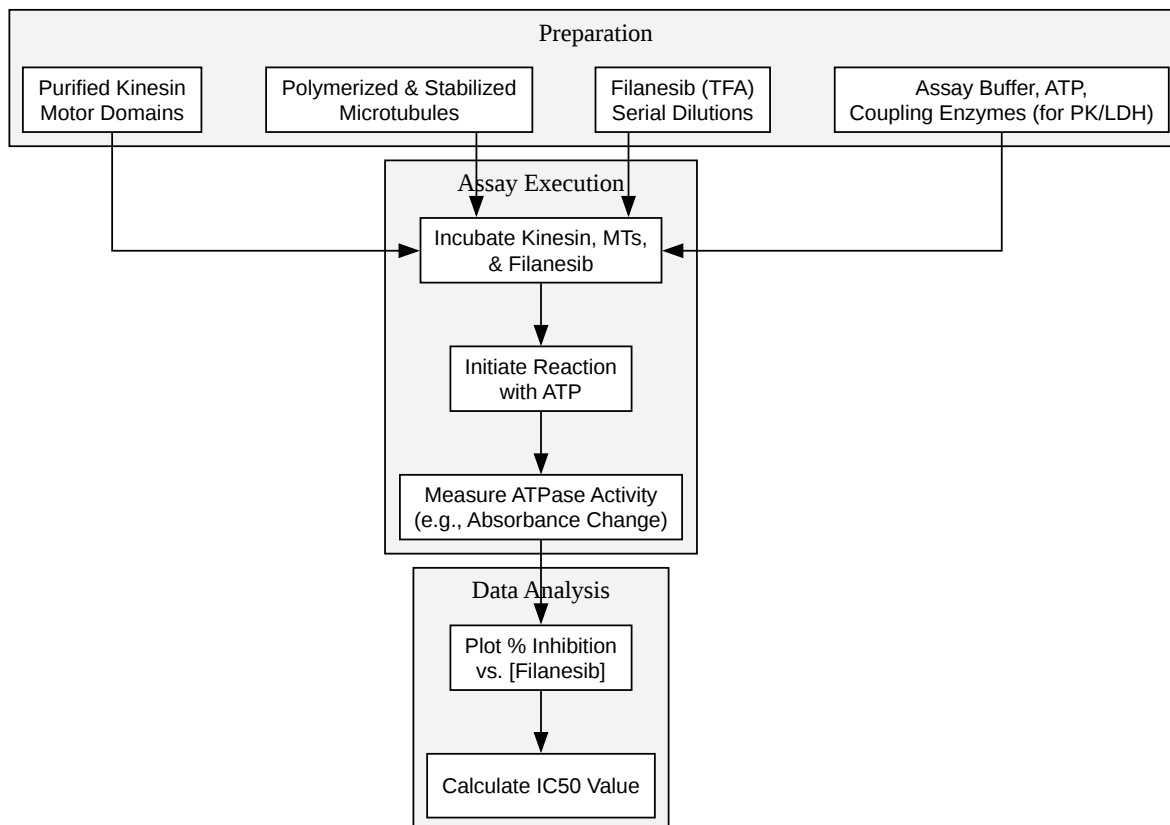 Preparation
Purified Kinesin
Motor Domains
Polymerized & Stabilized
Microtubules
Filanesib (TFA)
Serial Dilutions
Assay Buffer, ATP,
Coupling Enzymes (for PK/LDH)
Assay Execution
Incubate Kinesin, MTs,
& Filanesib
Initiate Reaction
with ATP
Measure ATPase Activity
(e.g., Absorbance Change)
Data Analysis
Plot % Inhibition
vs. [Filanesib]
Calculate IC50 Value